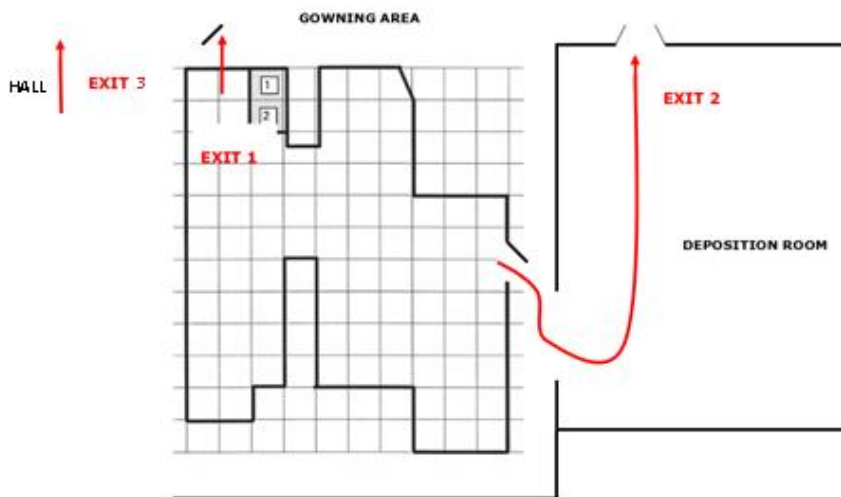 GOWNING AREA
HALL
EXIT 3
1
2
EXIT 1
EXIT 2
DEPOSITION ROOM